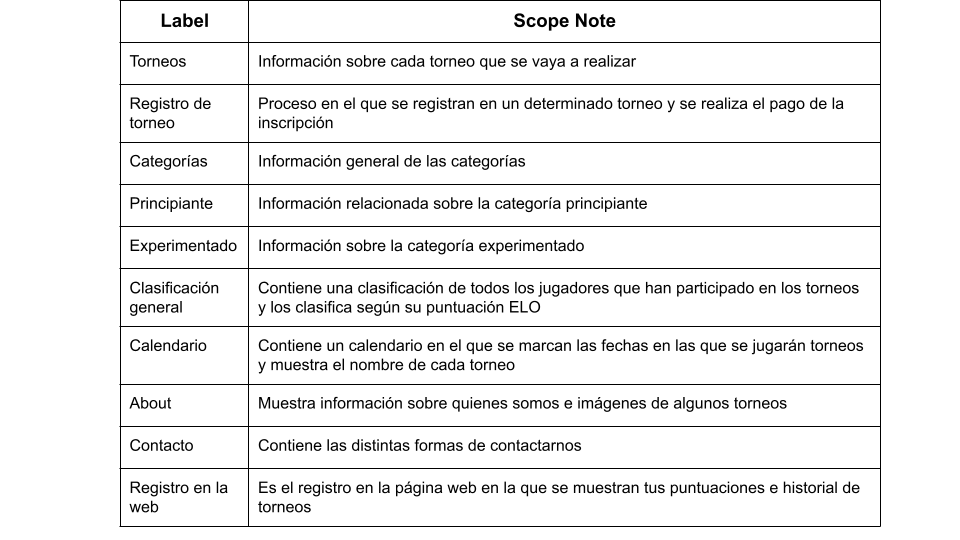 Label
Scope Note
Torneos
Información sobre cada torneo que se vaya a realizar
Registro de
torneo
Proceso en el que se registran en un determinado torneo y se realiza el pago de la
inscripción
Categorías
Información general de las categorías
Principiante
Información relacionada sobre la categoría principiante
Experimentado
Información sobre la categoría experimentado
Clasificación
general
Contiene una clasificación de todos los jugadores que han participado en los torneos
y los clasifica según su puntuación ELO
Calendario
Contiene un calendario en el que se marcan las fechas en las que se jugarán torneos
y muestra el nombre de cada torneo
About
Muestra información sobre quienes somos e imágenes de algunos torneos
Contacto
Contiene las distintas formas de contactarnos
Registro en la
web
Es el registro en la página web en la que se muestran tus puntuaciones e historial de
torneos